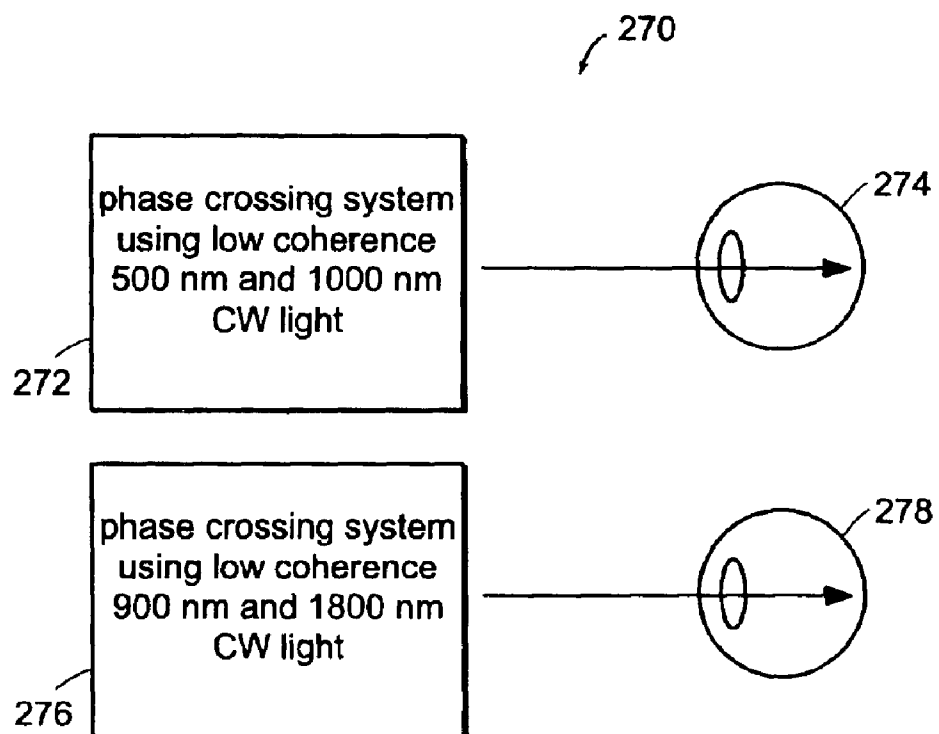 270
phase crossing system
using low coherence
500 nm and 1000 nm
CW light
274
272
phase crossing system
using low coherence
900 nm and 1800 nm
CW light
278
276